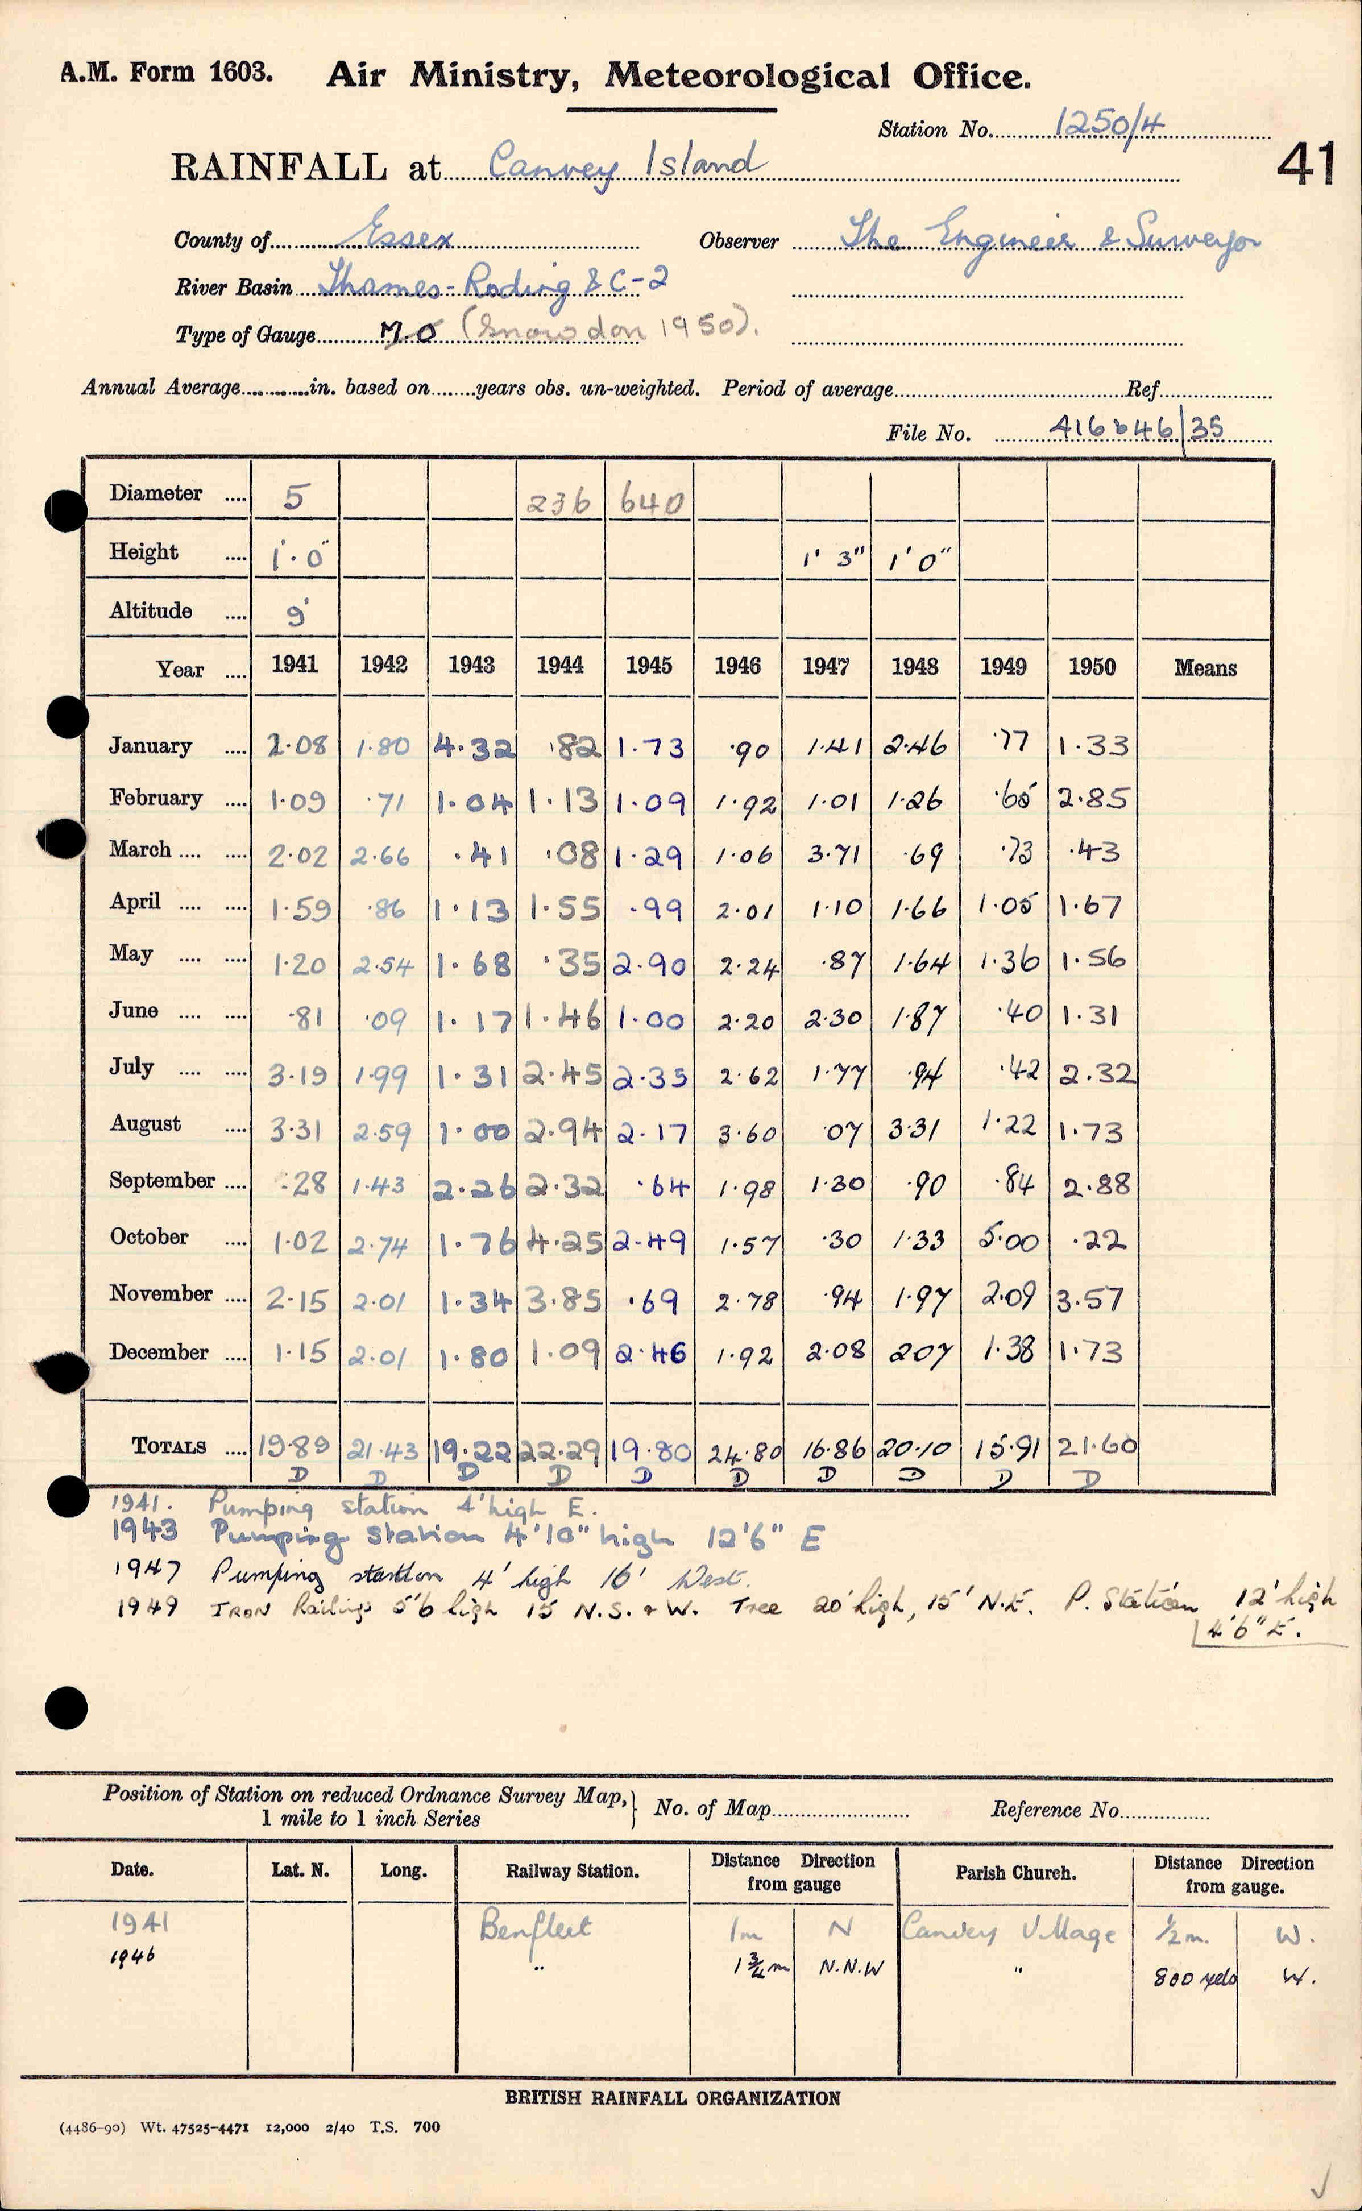 A.M. Form 1603. Air Ministry, Meteorological Office.
Station No. 1250/4
41
RAINFALL at Canvey Island
County of Essex Observer The Engineer & Surveyor
River Basin Thames-Roding & C-2
Type of Gauge M.O (Snowdon 1950).
Annual Average in. based on years obs. un-weighted. Period of average Ref.
File No. 416646/35
Diameter .... 5 236 640
Height .... 1'.0" 1' 3" 1' 0"
Altitude .... 9'
Year .... 1941 1942 1943 1944 1945 1946 1947 1948 1949 1950 Means
January .... 2.08 1.80 4.32 .82 1.73 .90 1.41 2.46 .77 1.33
February .... 1.09 .71 1.04 1.13 1.09 1.92 1.01 1.26 .65 2.85
March .... .... 2.02 2.66 .41 .08 1.29 1.06 3.71 .69 .73 .43
April .... .... 1.59 .86 1.13 1.55 .99 2.01 1.10 1.66 1.05 1.67
May .... .... 1.20 2.54 1.68 .35 2.90 2.24 .87 1.64 1.36 1.56
June .... .... .81 .09 1.17 1.46 1.00 2.20 2.30 1.87 .40 1.31
July .... .... 3.19 1.99 1.31 2.45 2.35 2.62 1.77 .94 .42 2.32
August .... 3.31 2.59 1.00 2.94 2.17 3.60 .07 3.31 1.22 1.73
September .... .28 1.43 2.26 2.32 .64 1.98 1.30 .90 .84 2.88
October .... 1.02 2.74 1.76 4.25 2.49 1.57 .30 1.33 5.00 .22
November .... 2.15 2.01 1.34 3.85 .69 2.78 .94 1.97 2.09 3.57
December .... 1.15 2.01 1.80 1.09 2.46 1.92 2.08 2.07 1.38 1.73
TOTALS .... 19.89 21.43 19.22 22.29 19.80 24.80 16.86 20.10 15.91 21.60
D D D D D D D D D D
1941. Pumping station 4' high E.
1943 Pumping Station 4'10" high 12'6" E
1947 Pumping station 4' high 16' West.
1949 IRON Railings 5'6 high 15 N.S. & W. Tree 20' high, 15' N.E. P. Station 12' high
4'6" E.
Position of Station on reduced Ordnance Survey Map, 1 mile to 1 inch Series } No. of Map Reference No.
Date. Lat. N. Long. Railway Station. Distance Direction from gauge Parish Church. Distance Direction from gauge.
1941 Benfleet 1m N Canvey Village 1/2 m. W.
1946 " 1 3/4 m N.N.W " 800 yds W.
BRITISH RAINFALL ORGANIZATION
(4486-90) Wt. 47525-4471 12,000 2/40 T.S. 700